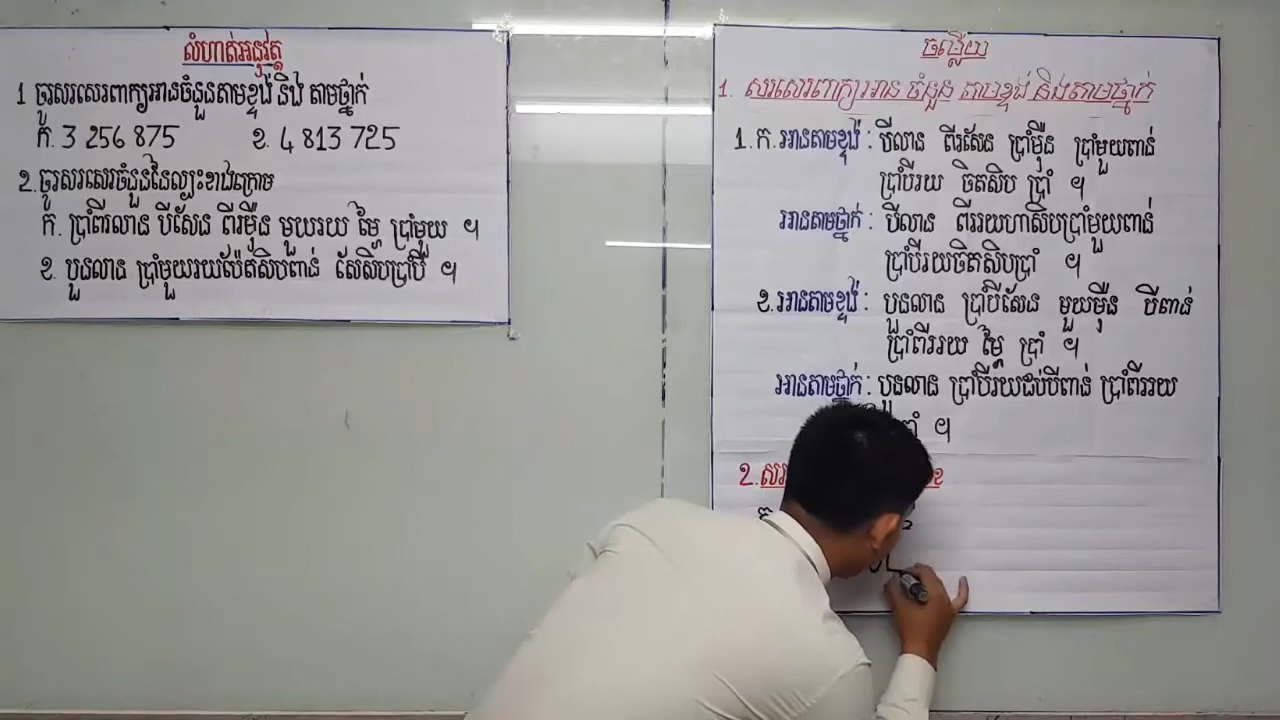 លំហាត់អនុវត្ត
1 ចូរសរសេរពាក្យអានចំនួនតាមខ្ទង់ និង តាមថ្នាក់
ក. 3 256 875 ខ. 4 813 725
2. ចូរសរសេរចំនួននៃល្បះខាងក្រោម
ក. ប្រាំពីរលាន បីសែន ពីរម៉ឺន មួយរយ ម្ភៃ ប្រាំមួយ ។
ខ. បួនលាន ប្រាំមួយរយប៉ែតសិបពាន់ សែសិបប្រាំបី ។
ចម្លើយ
1. សរសេរពាក្យអាន ចំនួន តាមខ្ទង់ និងតាមថ្នាក់
1. ក. អានតាមខ្ទង់ : បីលាន ពីរសែន ប្រាំម៉ឺន ប្រាំមួយពាន់
ប្រាំបីរយ ចិតសិប ប្រាំ ។
អានតាមថ្នាក់ : បីលាន ពីររយហាសិបប្រាំមួយពាន់
ប្រាំបីរយចិតសិបប្រាំ ។
ខ. អានតាមខ្ទង់ : បួនលាន ប្រាំបីសែន មួយម៉ឺន បីពាន់
ប្រាំពីររយ ម្ភៃ ប្រាំ ។
អានតាមថ្នាក់ : បួនលាន ប្រាំបីរយដប់បីពាន់ ប្រាំពីររយ
។
2.